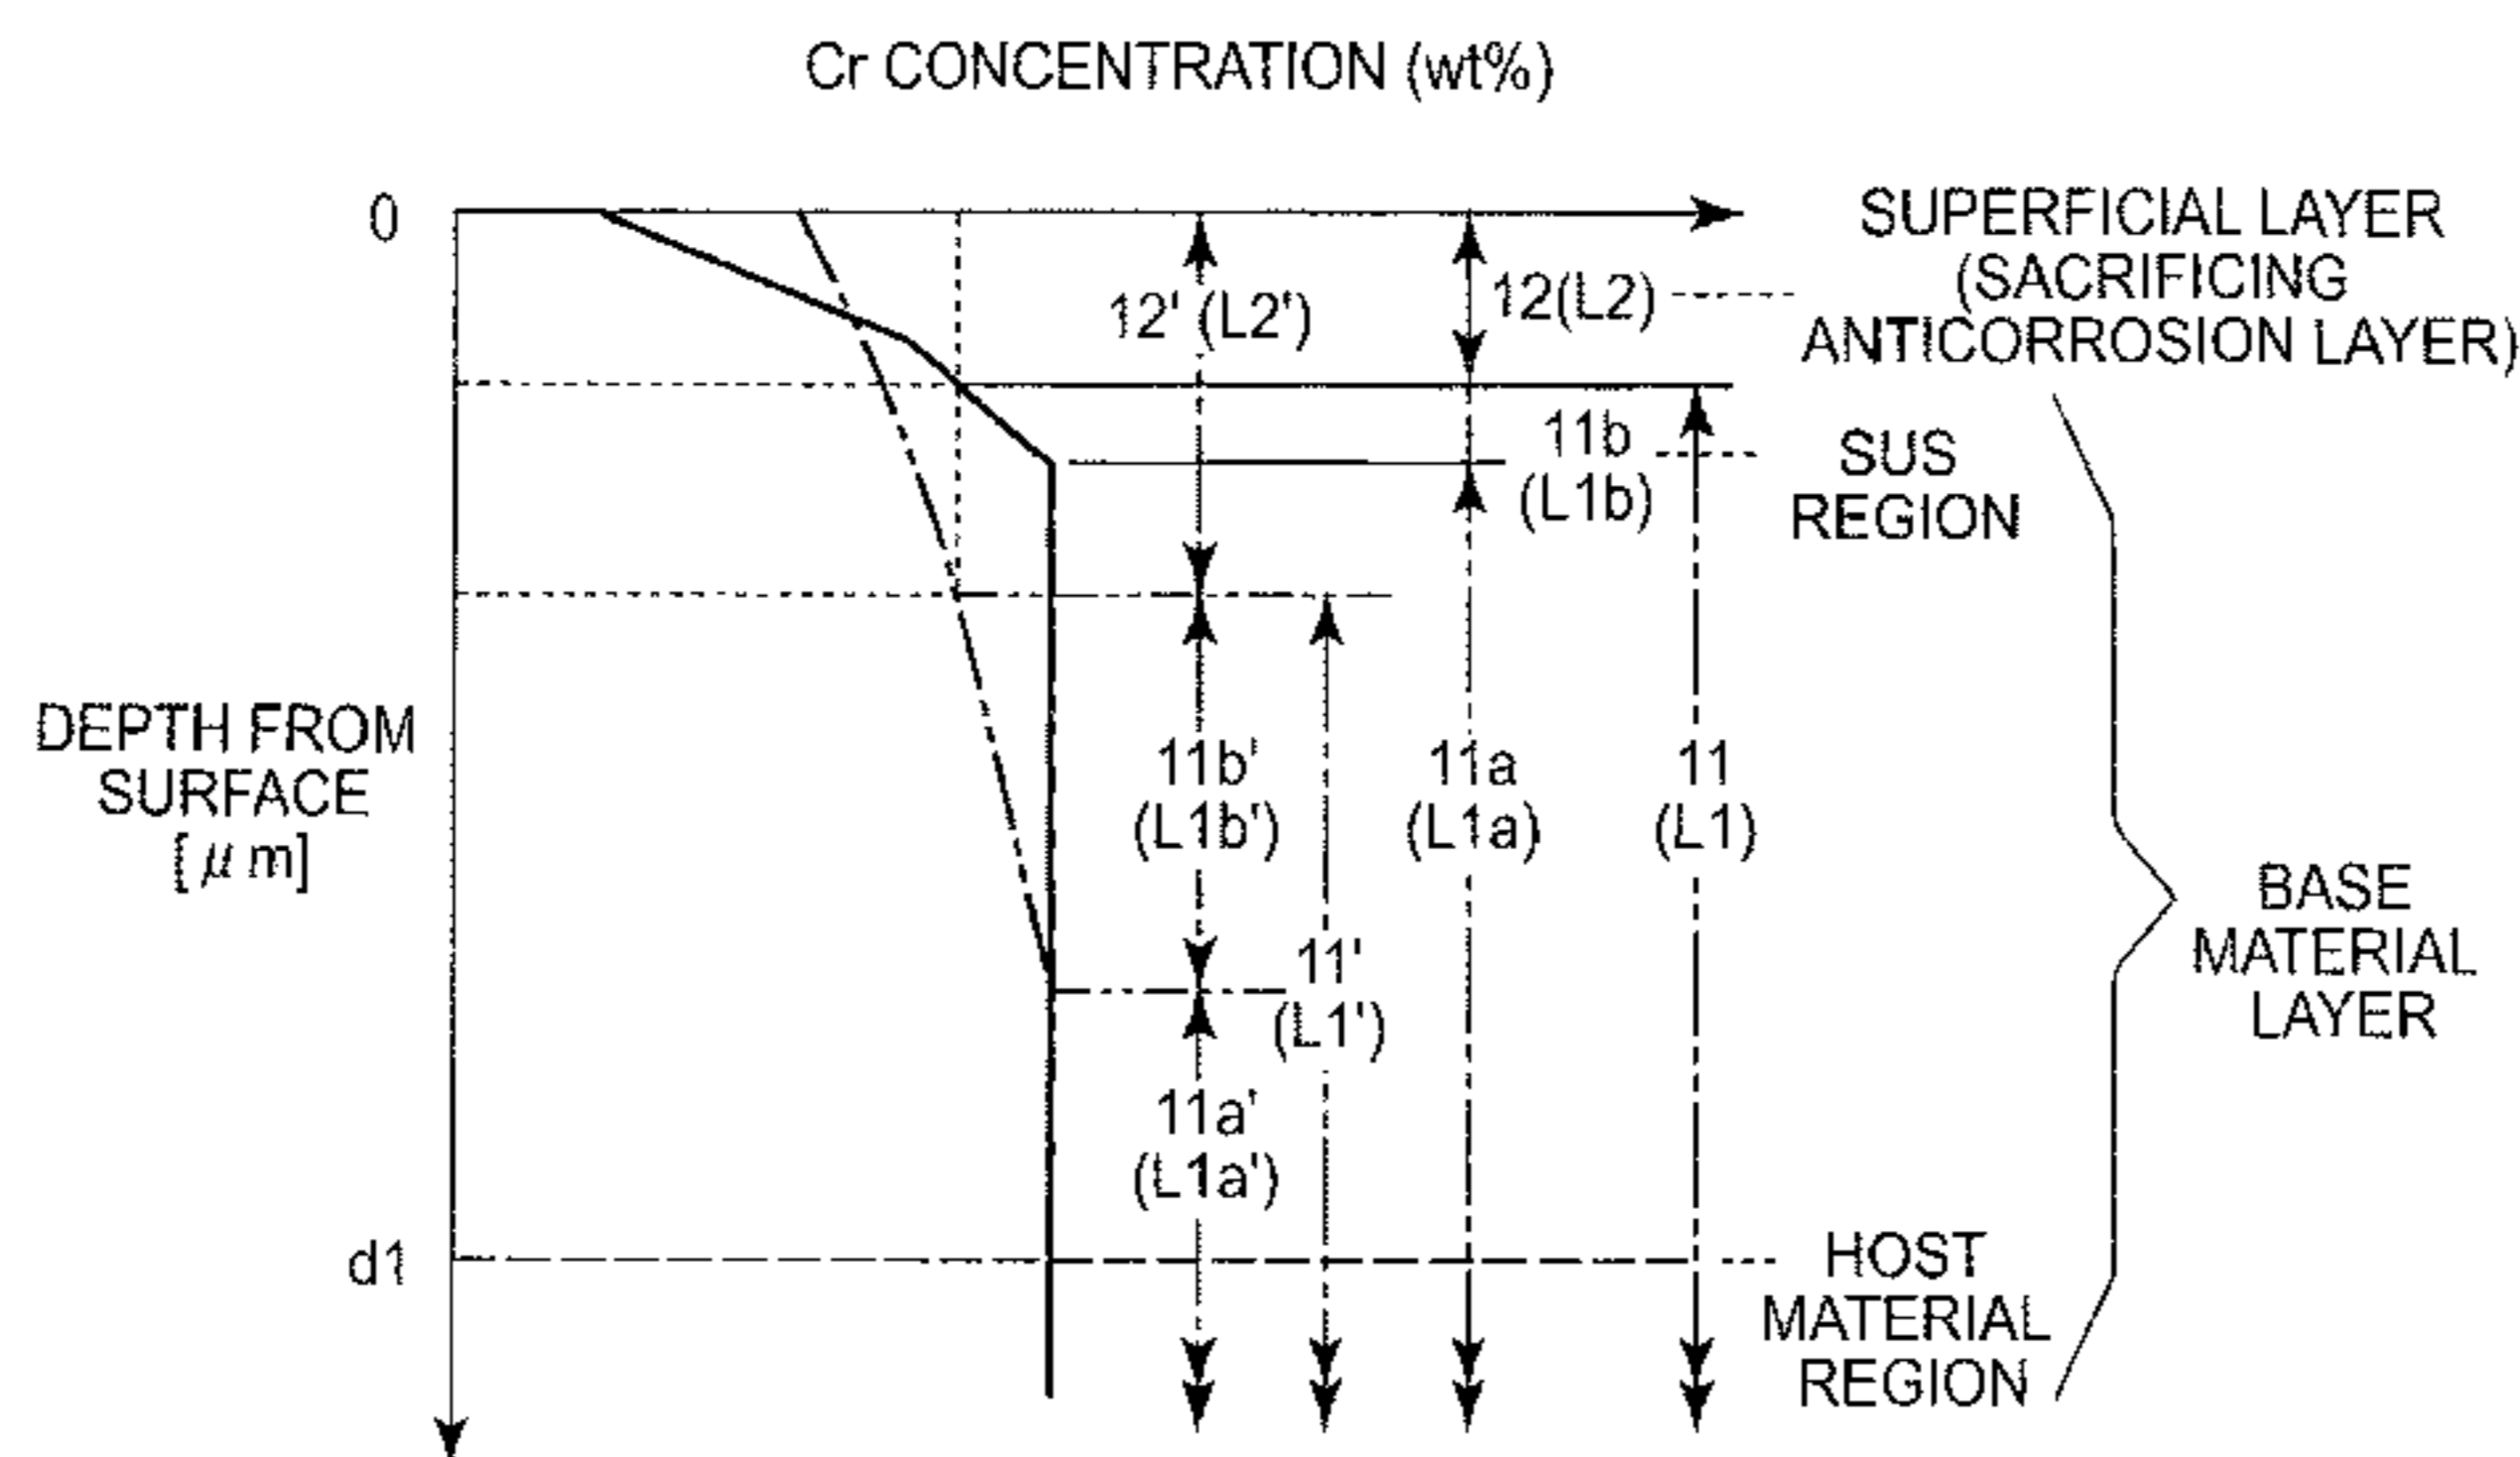 Cr CONCENTRATION (wt%)
0
SUPERFICIAL LAYER
(SACRIFICING
ANTICORROSION LAYER)
12' (L2')
12(L2)
11b
(L1b)
SUS
REGION
DEPTH FROM
SURFACE
[μm]
11b'
(L1b')
11a
(L1a)
11
(L1)
BASE
MATERIAL
LAYER
11'
(L1')
11a'
(L1a')
d1
HOST
MATERIAL
REGION